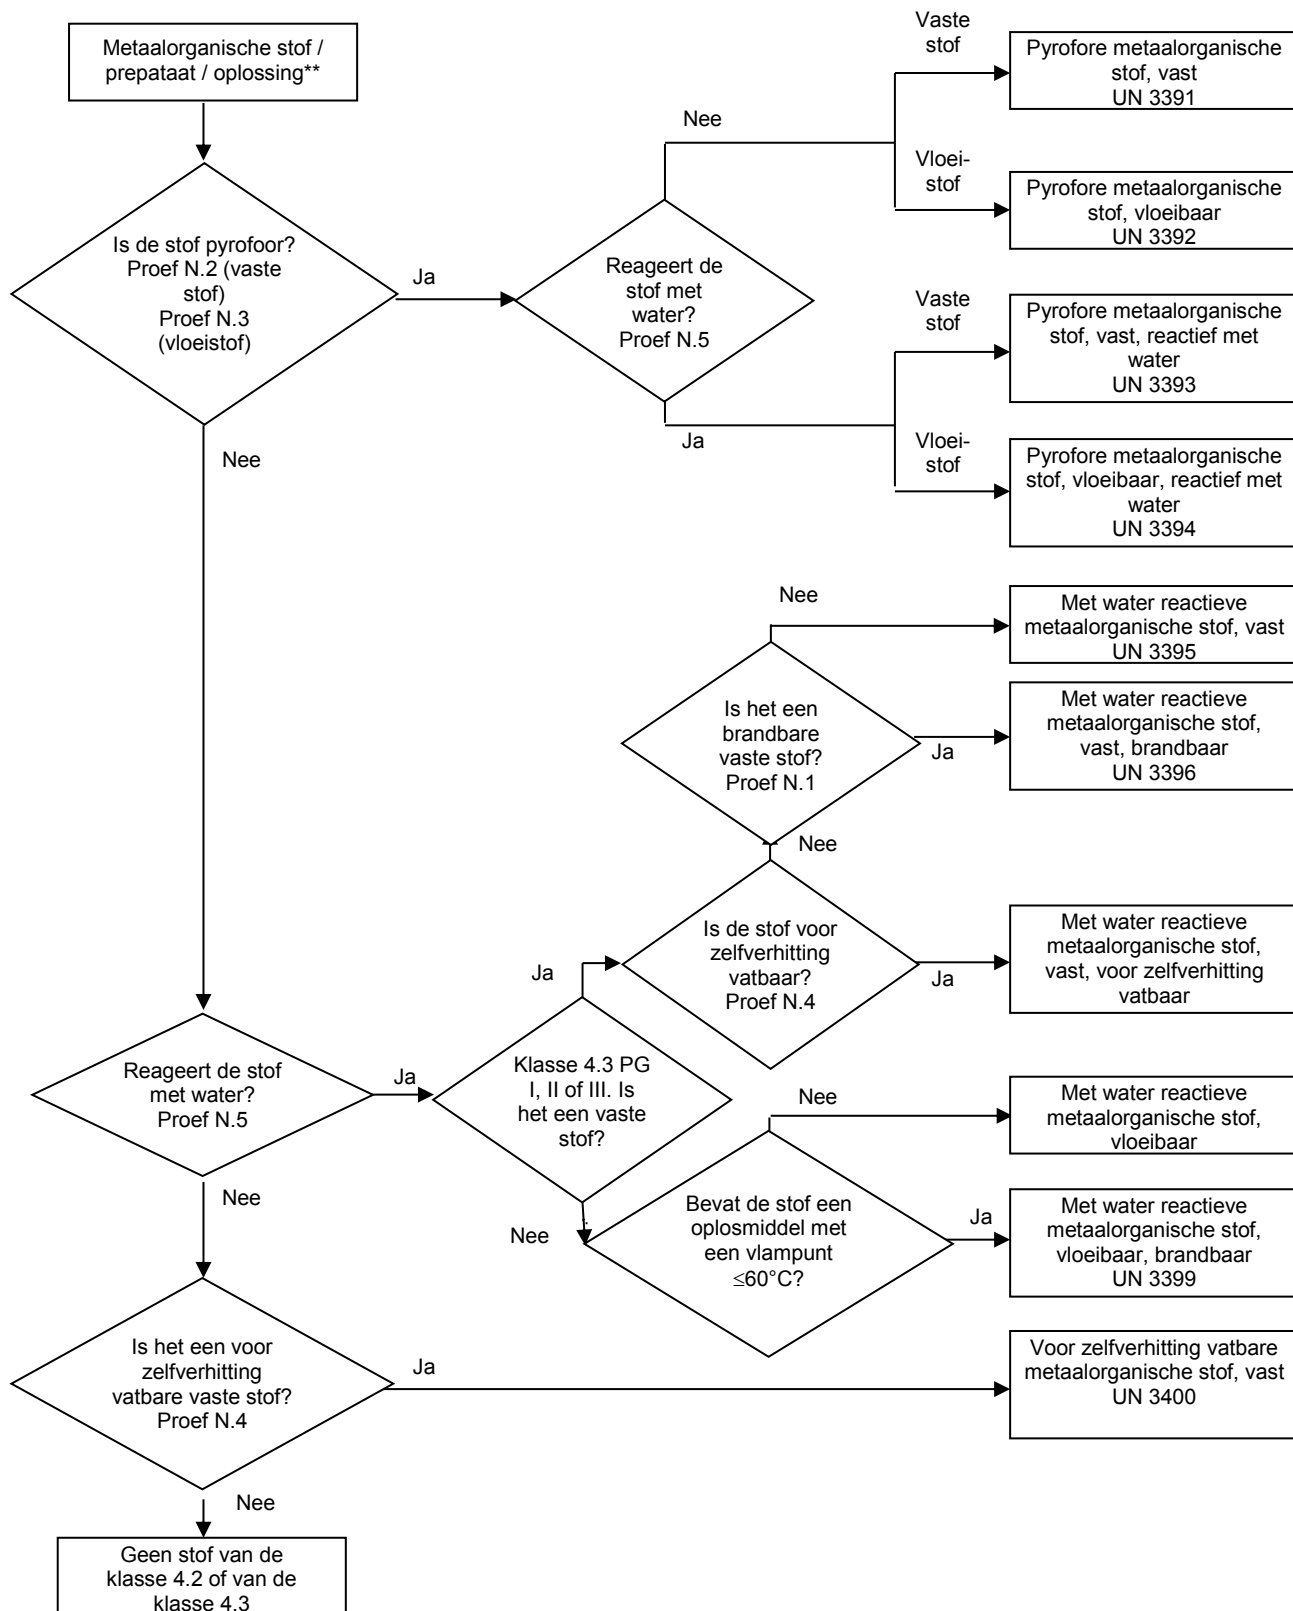 Metaalorganische stof /
prepataat / oplossing**
Vaste
stof
Pyrofore metaalorganische
stof, vast
UN 3391
Nee
Vloei-
stof
Pyrofore metaalorganische
stof, vloeibaar
UN 3392
Is de stof pyrofoor?
Proef N.2 (vaste
stof)
Proef N.3
(vloeistof)
Ja
Reageert de
stof met
water?
Proef N.5
Vaste
stof
Pyrofore metaalorganische
stof, vast, reactief met
water
UN 3393
Ja
Vloei-
stof
Pyrofore metaalorganische
stof, vloeibaar, reactief met
water
UN 3394
Nee
Nee
Met water reactieve
metaalorganische stof, vast
UN 3395
Is het een
brandbare
vaste stof?
Proef N.1
Ja
Met water reactieve
metaalorganische stof,
vast, brandbaar
UN 3396
Nee
Is de stof voor
zelfverhitting
vatbaar?
Proef N.4
Ja
Ja
Met water reactieve
metaalorganische stof,
vast, voor zelfverhitting
vatbaar
Reageert de stof
met water?
Proef N.5
Ja
Klasse 4.3 PG
I, II of III. Is
het een vaste
stof?
Nee
Met water reactieve
metaalorganische stof,
vloeibaar
Nee
Nee
Bevat de stof een
oplosmiddel met
een vlampunt
≤60°C?
Ja
Met water reactieve
metaalorganische stof,
vloeibaar, brandbaar
UN 3399
Is het een voor
zelfverhitting
vatbare vaste stof?
Proef N.4
Ja
Voor zelfverhitting vatbare
metaalorganische stof, vast
UN 3400
Nee
Geen stof van de
klasse 4.2 of van de
klasse 4.3